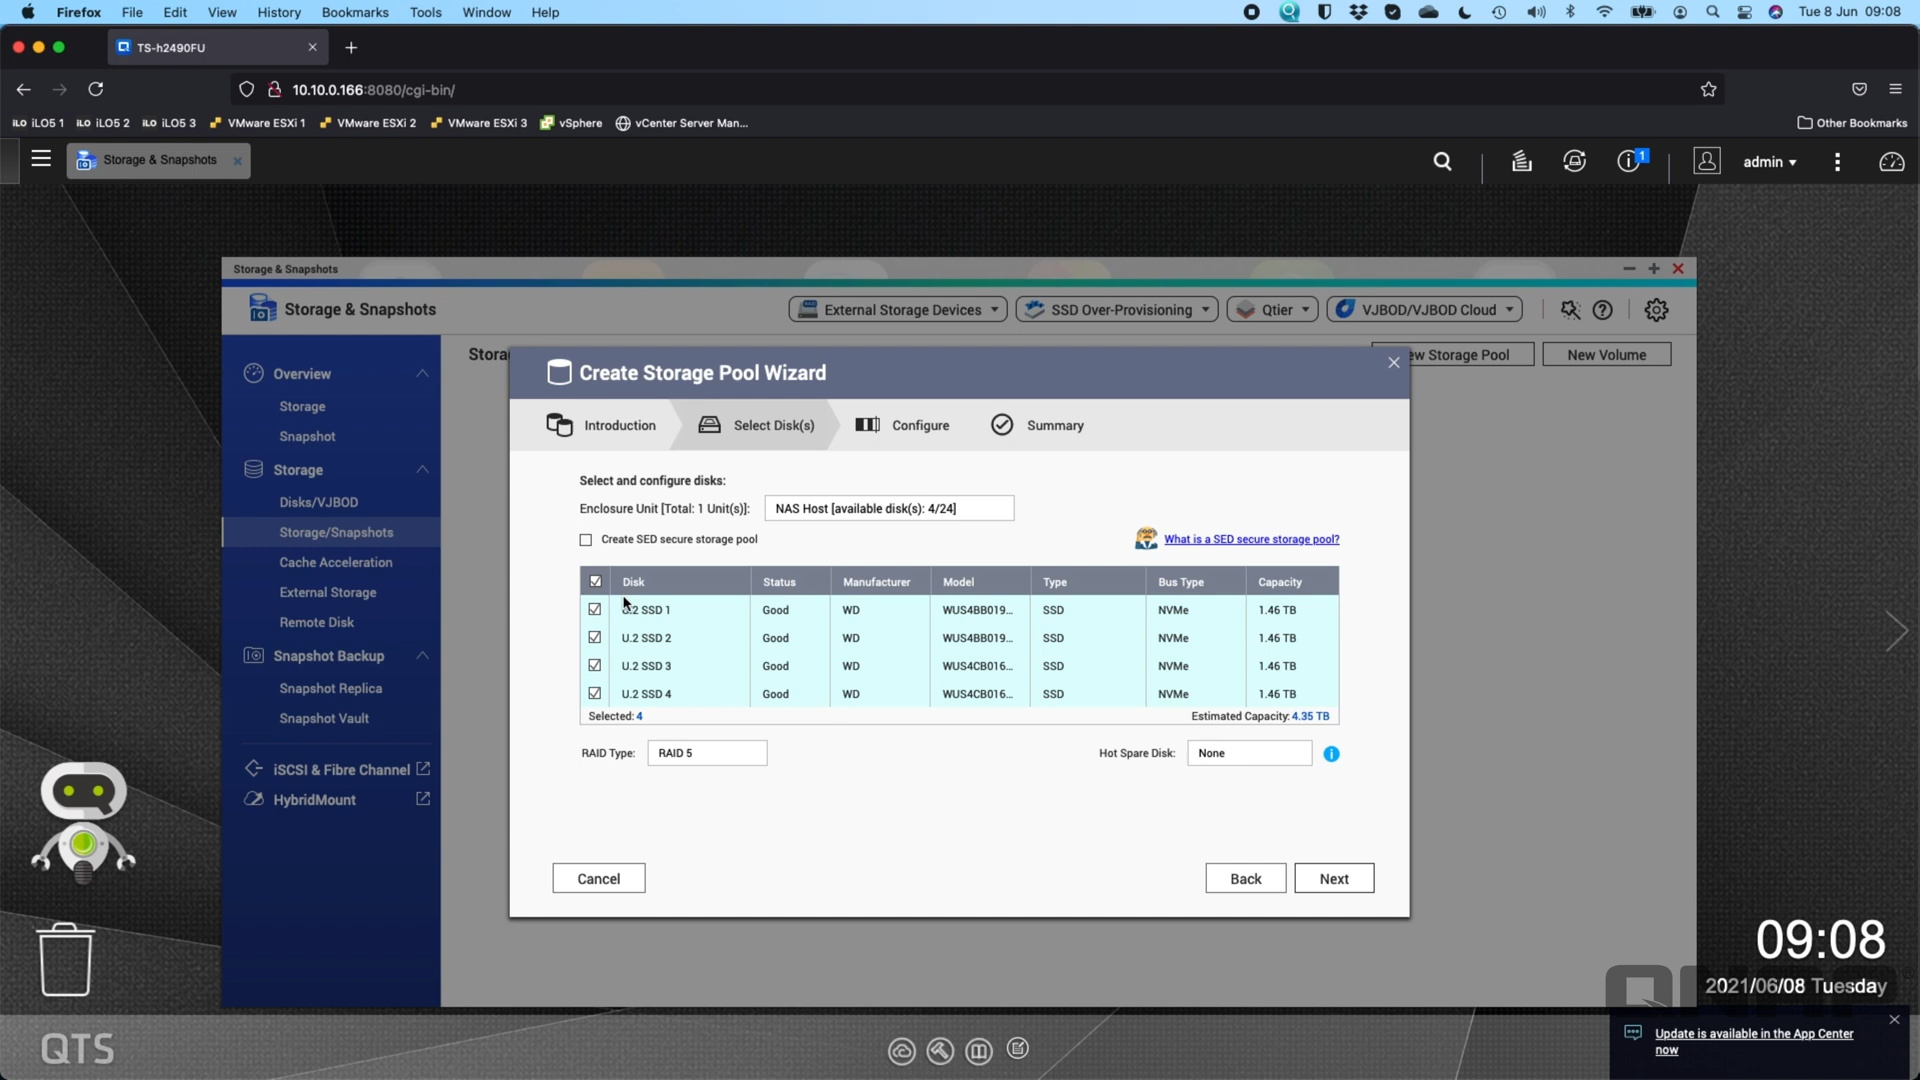 Firefox File Edit View History Bookmarks Tools Window Help Tue 8 Jun 09:08
TS-h2490FU
10.10.0.166:8080/cgi-bin/
iLO iLO5 1 iLO iLO5 2 iLO iLO5 3 VMware ESXi 1 VMware ESXi 2 VMware ESXi 3 vSphere vCenter Server Man... Other Bookmarks
Storage & Snapshots 1 admin
Storage & Snapshots
Storage & Snapshots External Storage Devices SSD Over-Provisioning Qtier VJBOD/VJBOD Cloud
Stora ew Storage Pool New Volume
Overview
Storage
Snapshot
Storage
Disks/VJBOD
Storage/Snapshots
Cache Acceleration
External Storage
Remote Disk
Snapshot Backup
Snapshot Replica
Snapshot Vault
iSCSI & Fibre Channel
HybridMount
Create Storage Pool Wizard
Introduction Select Disk(s) Configure Summary
Select and configure disks:
Enclosure Unit [Total: 1 Unit(s)]: NAS Host [available disk(s): 4/24]
Create SED secure storage pool What is a SED secure storage pool?
Disk Status Manufacturer Model Type Bus Type Capacity
U.2 SSD 1 Good WD WUS4BB019... SSD NVMe 1.46 TB
U.2 SSD 2 Good WD WUS4BB019... SSD NVMe 1.46 TB
U.2 SSD 3 Good WD WUS4CB016... SSD NVMe 1.46 TB
U.2 SSD 4 Good WD WUS4CB016... SSD NVMe 1.46 TB
Selected: 4 Estimated Capacity: 4.35 TB
RAID Type: RAID 5 Hot Spare Disk: None
Cancel Back Next
09:08
2021/06/08 Tuesday
QTS
Update is available in the App Center
now